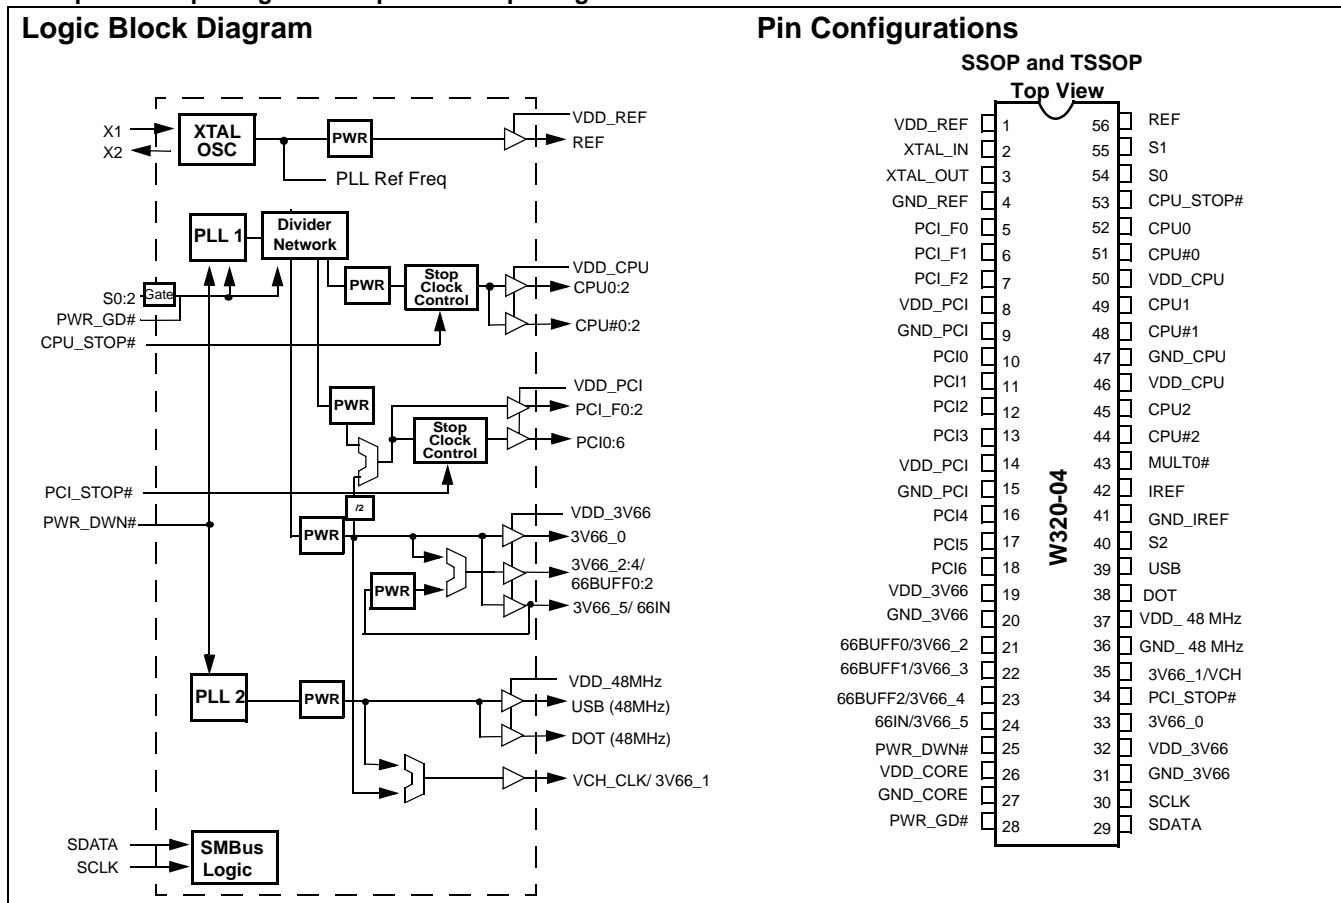 Logic Block Diagram
X1
X2
XTAL
OSC
PWR
VDD_REF
REF
PLL Ref Freq
PLL 1
Divider
Network
S0:2
Gate
PWR_GD#
CPU_STOP#
PWR
Stop
Clock
Control
VDD_CPU
CPU0:2
CPU#0:2
PWR
Stop
Clock
Control
VDD_PCI
PCI_F0:2
PCI0:6
PCI_STOP#
PWR_DWN#
/2
PWR
VDD_3V66
3V66_0
3V66_2:4/
66BUFF0:2
PWR
3V66_5/ 66IN
PLL 2
PWR
VDD_48MHz
USB (48MHz)
DOT (48MHz)
VCH_CLK/ 3V66_1
SDATA
SCLK
SMBus
Logic
Pin Configurations
SSOP and TSSOP
Top View
W320-04
VDD_REF 1 56 REF
XTAL_IN 2 55 S1
XTAL_OUT 3 54 S0
GND_REF 4 53 CPU_STOP#
PCI_F0 5 52 CPU0
PCI_F1 6 51 CPU#0
PCI_F2 7 50 VDD_CPU
VDD_PCI 8 49 CPU1
GND_PCI 9 48 CPU#1
PCI0 10 47 GND_CPU
PCI1 11 46 VDD_CPU
PCI2 12 45 CPU2
PCI3 13 44 CPU#2
VDD_PCI 14 43 MULT0#
GND_PCI 15 42 IREF
PCI4 16 41 GND_IREF
PCI5 17 40 S2
PCI6 18 39 USB
VDD_3V66 19 38 DOT
GND_3V66 20 37 VDD_ 48 MHz
66BUFF0/3V66_2 21 36 GND_ 48 MHz
66BUFF1/3V66_3 22 35 3V66_1/VCH
66BUFF2/3V66_4 23 34 PCI_STOP#
66IN/3V66_5 24 33 3V66_0
PWR_DWN# 25 32 VDD_3V66
VDD_CORE 26 31 GND_3V66
GND_CORE 27 30 SCLK
PWR_GD# 28 29 SDATA